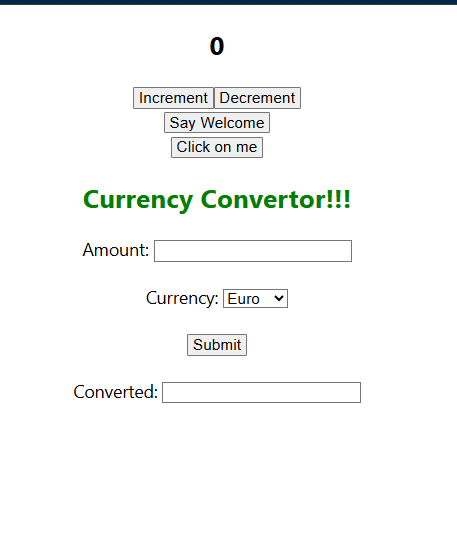 0
Increment Decrement
Say Welcome
Click on me
Currency Convertor!!!
Amount:
Currency: Euro
Submit
Converted: